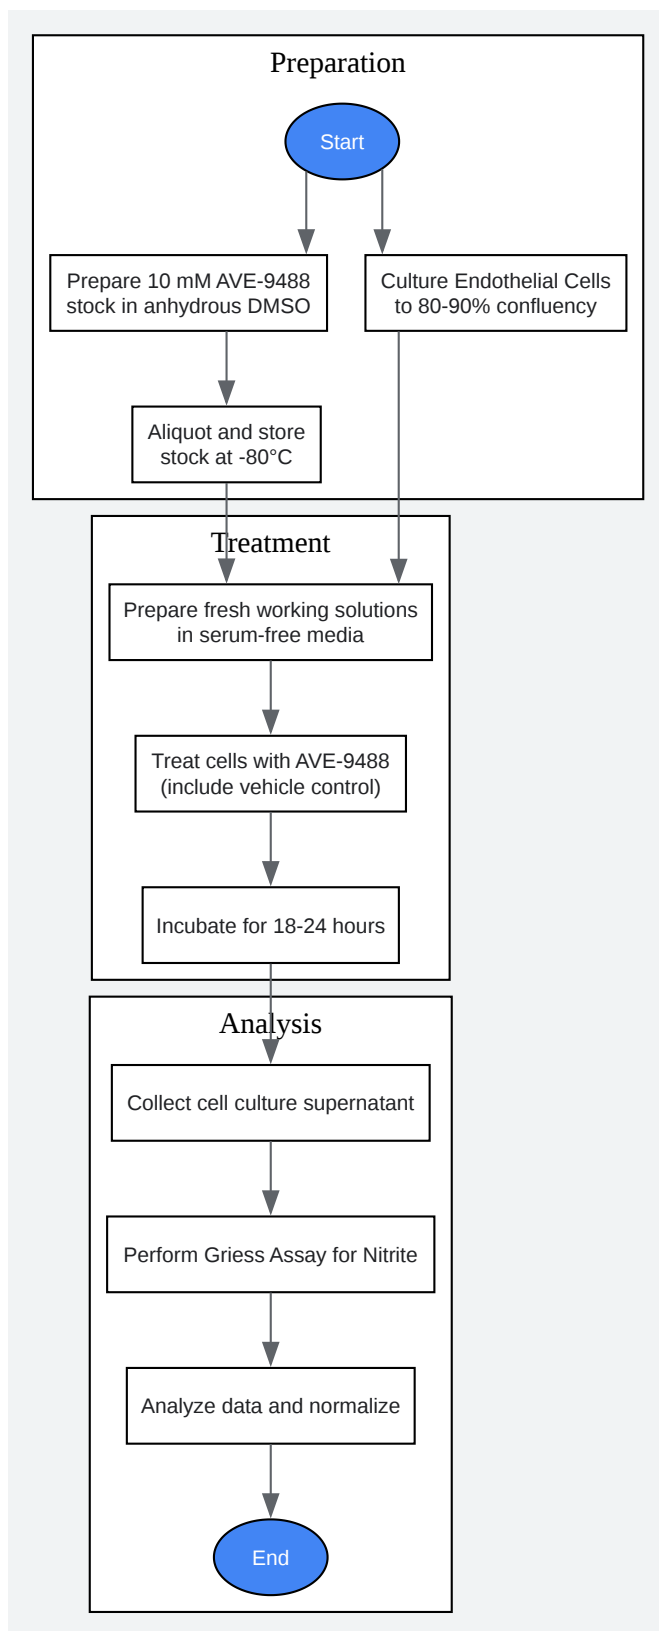 Preparation
Start
Prepare 10 mM AVE-9488
stock in anhydrous DMSO
Culture Endothelial Cells
to 80-90% confluency
Aliquot and store
stock at -80°C
Treatment
Prepare fresh working solutions
in serum-free media
Treat cells with AVE-9488
(include vehicle control)
Incubate for 18-24 hours
Analysis
Collect cell culture supernatant
Perform Griess Assay for Nitrite
Analyze data and normalize
End